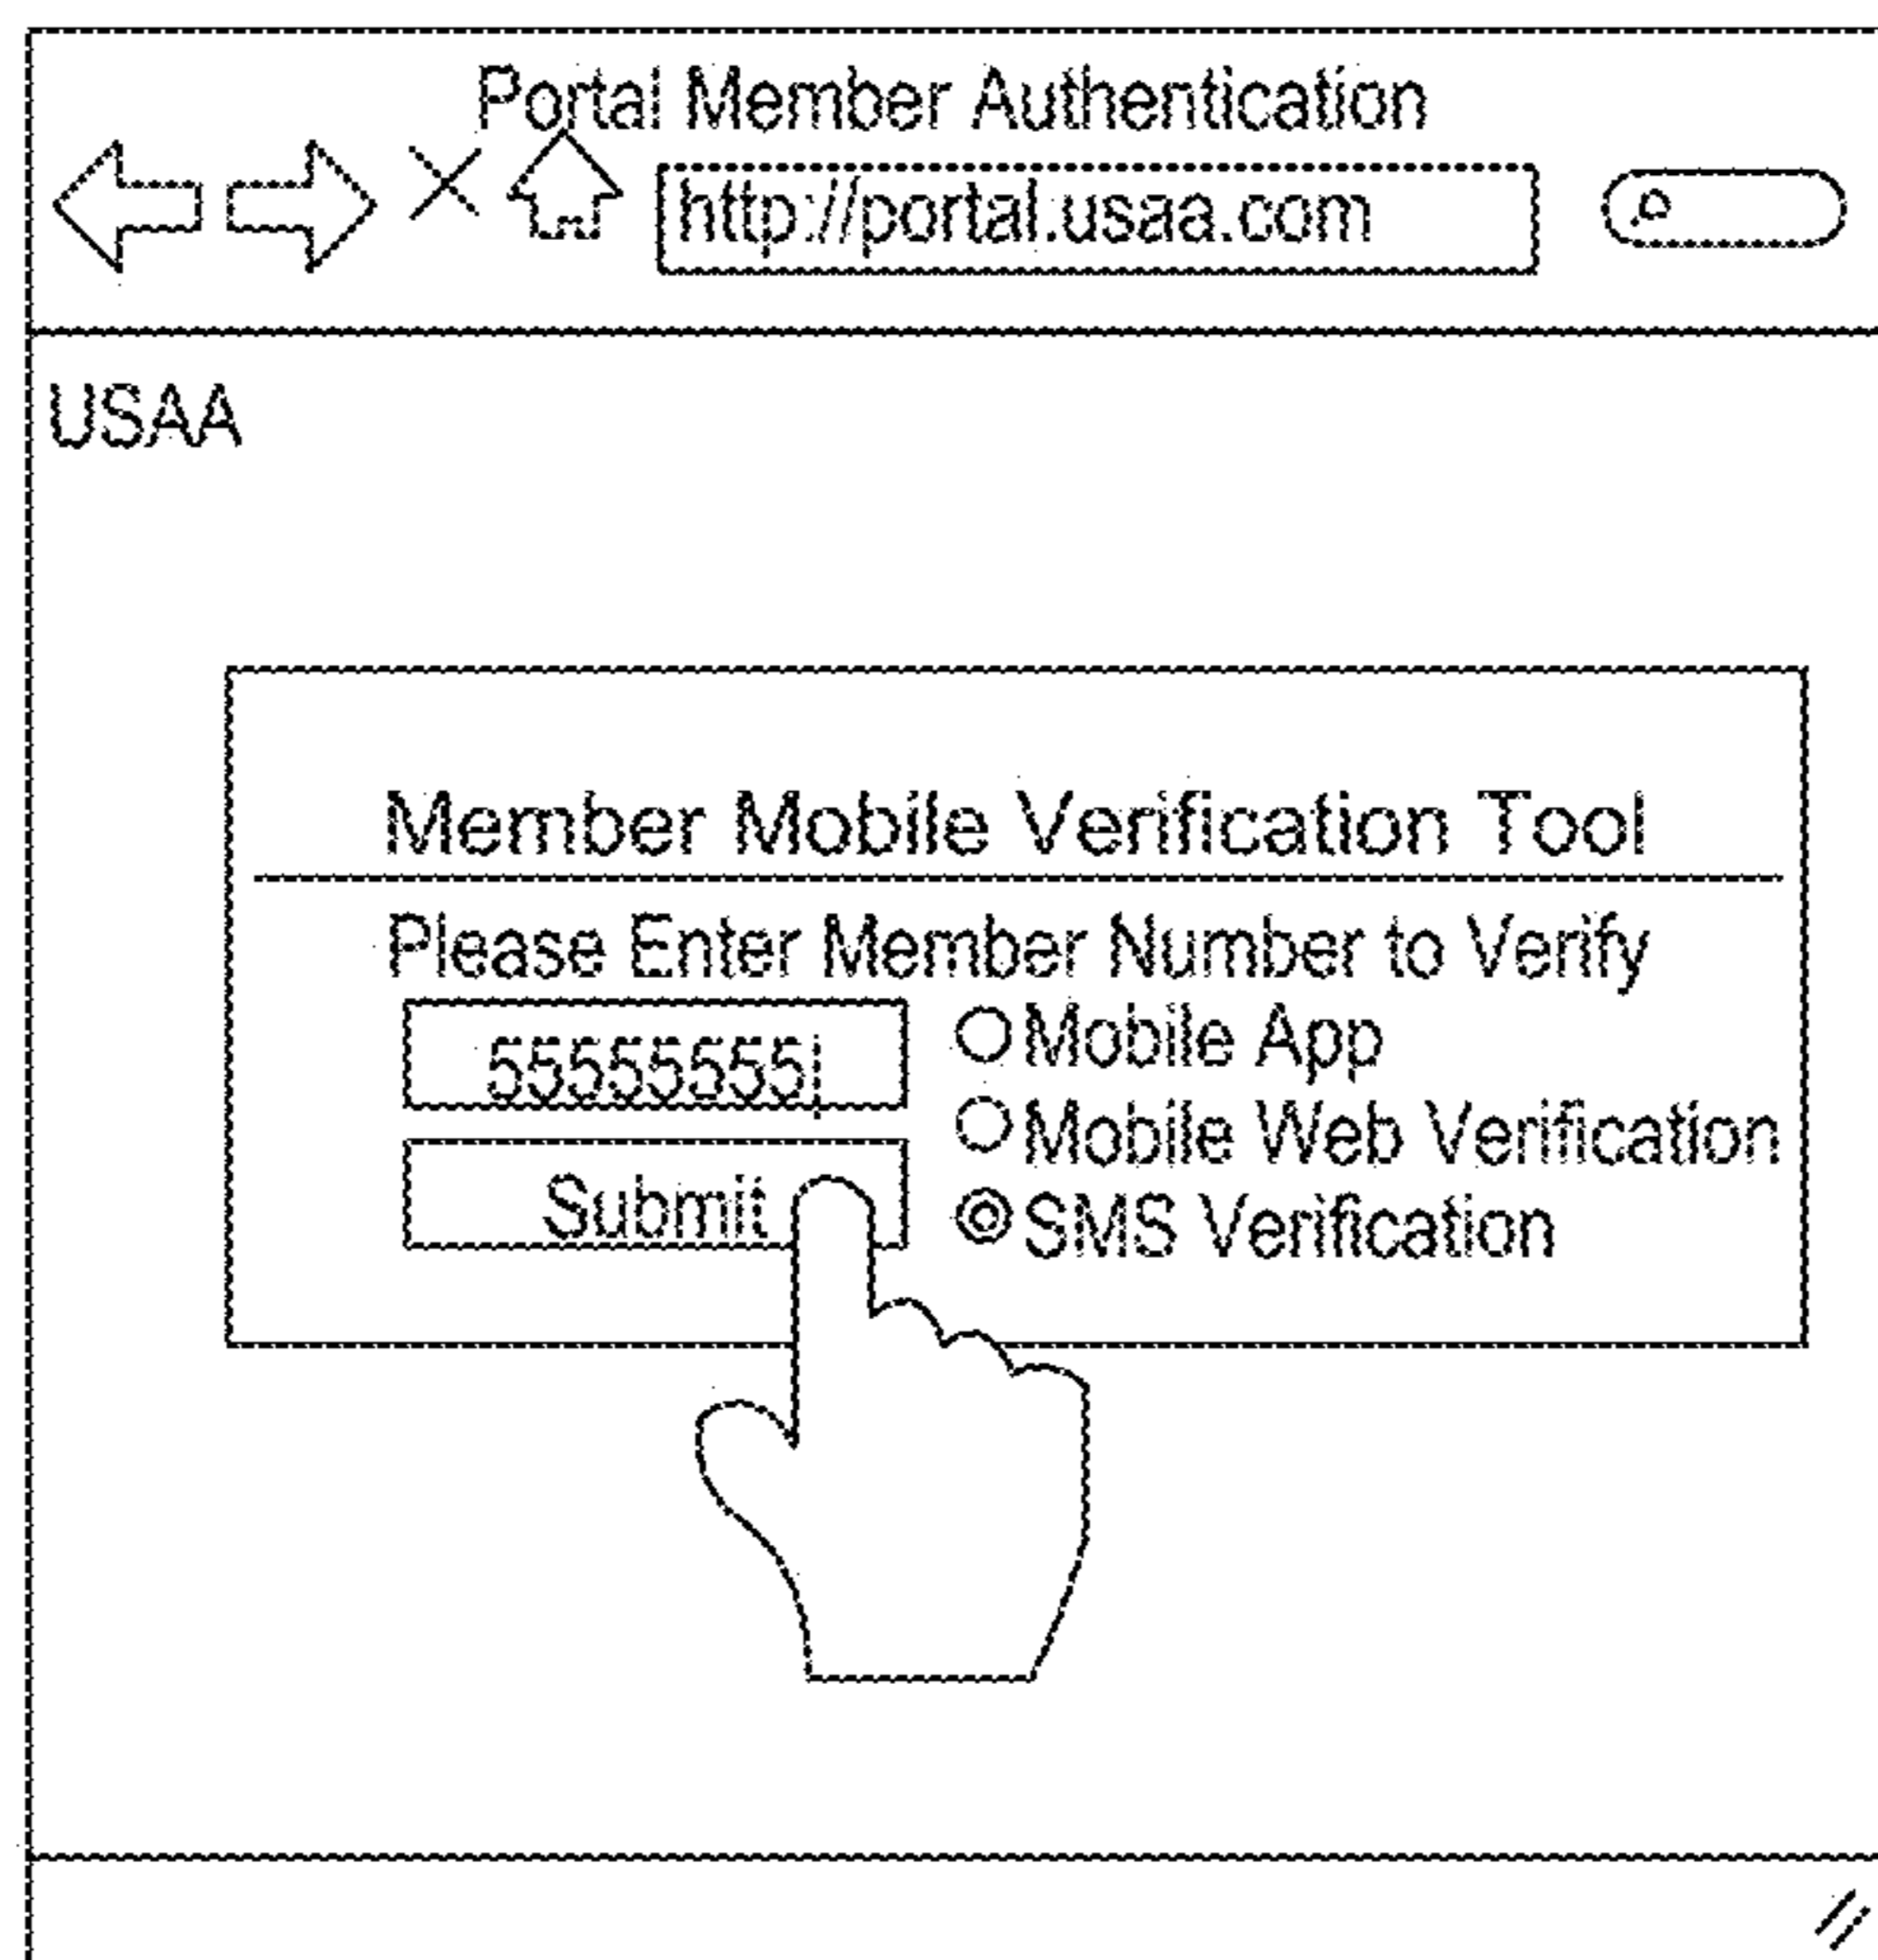 Portal Member Authentication
http://portal.usaa.com
USAA
Member Mobile Verification Tool
Please Enter Member Number to Verify
55555555
Mobile App
Mobile Web Verification
Submit
SMS Verification